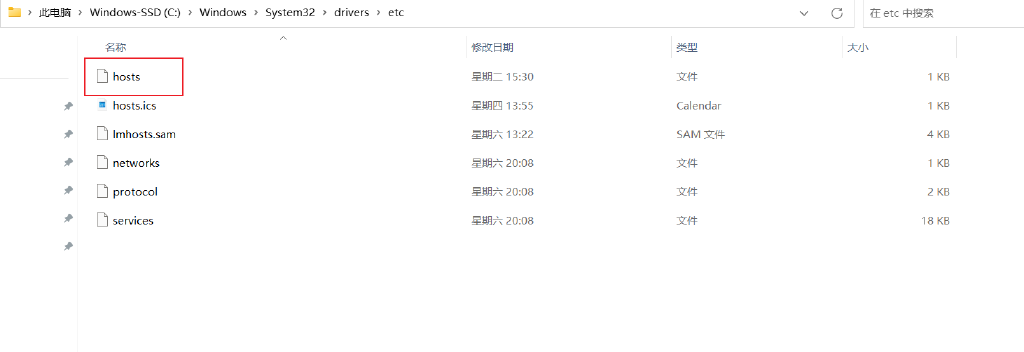 此电脑 > Windows-SSD (C:) > Windows > System32 > drivers > etc 在 etc 中搜索
名称 修改日期 类型 大小
hosts 星期二 15:30 文件 1 KB
hosts.ics 星期四 13:55 Calendar 1 KB
lmhosts.sam 星期六 13:22 SAM 文件 4 KB
networks 星期六 20:08 文件 1 KB
protocol 星期六 20:08 文件 2 KB
services 星期六 20:08 文件 18 KB